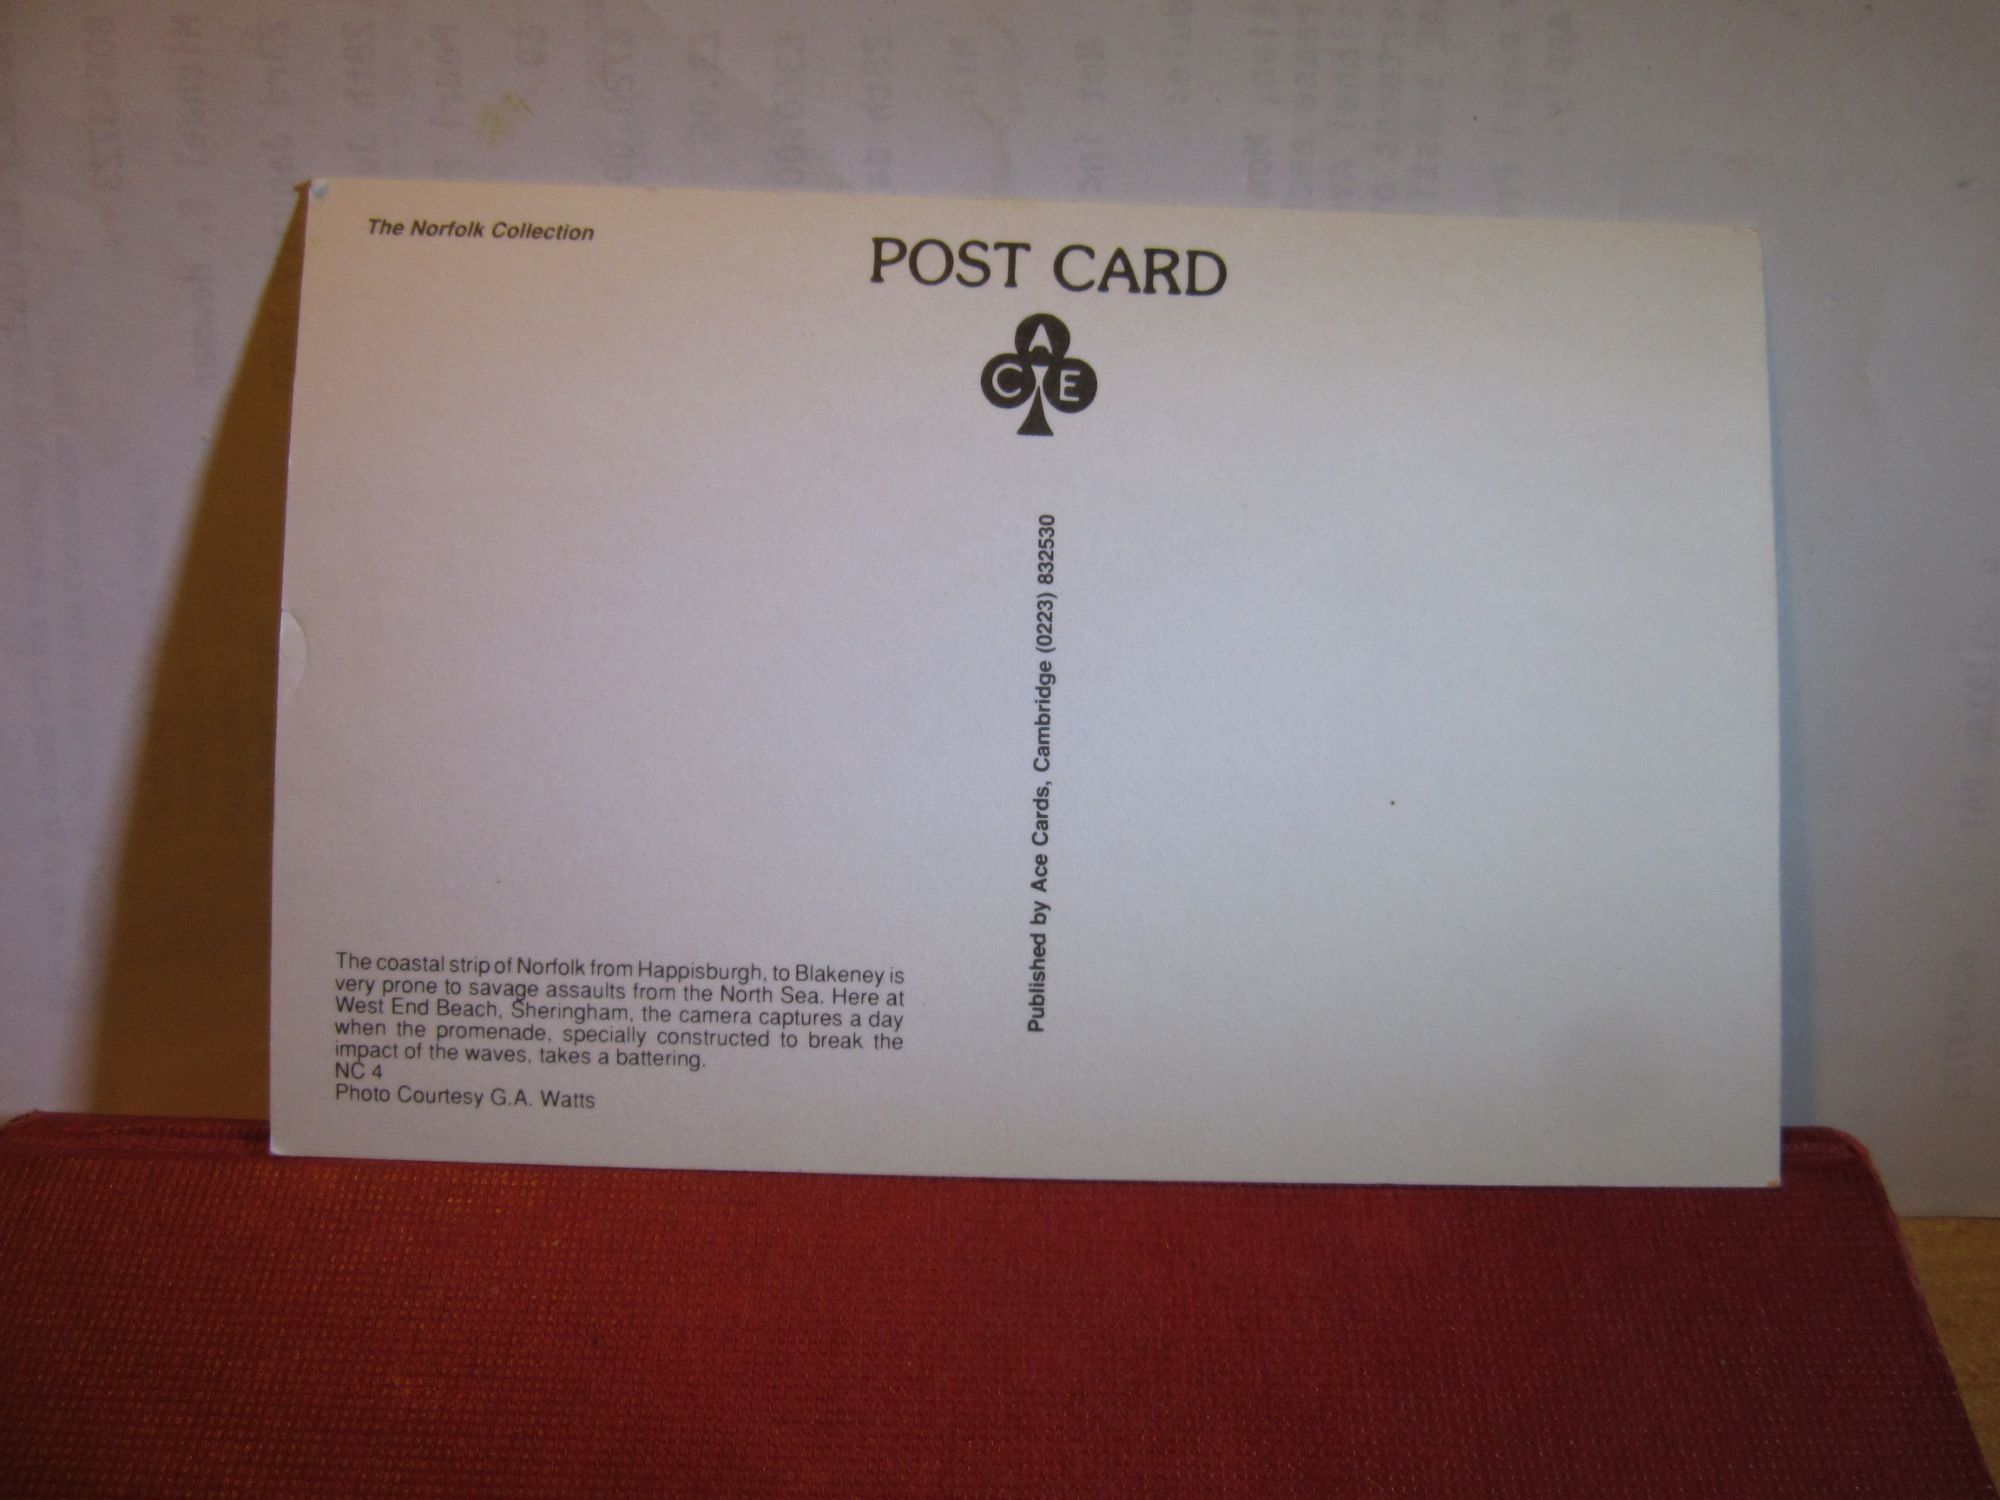 The Norfolk Collection
POST CARD
A
C E
Published by Ace Cards, Cambridge (0223) 832530
The coastal strip of Norfolk from Happisburgh, to Blakeney is
very prone to savage assaults from the North Sea. Here at
West End Beach, Sheringham, the camera captures a day
when the promenade, specially constructed to break the
impact of the waves, takes a battering.
NC 4
Photo Courtesy G.A. Watts